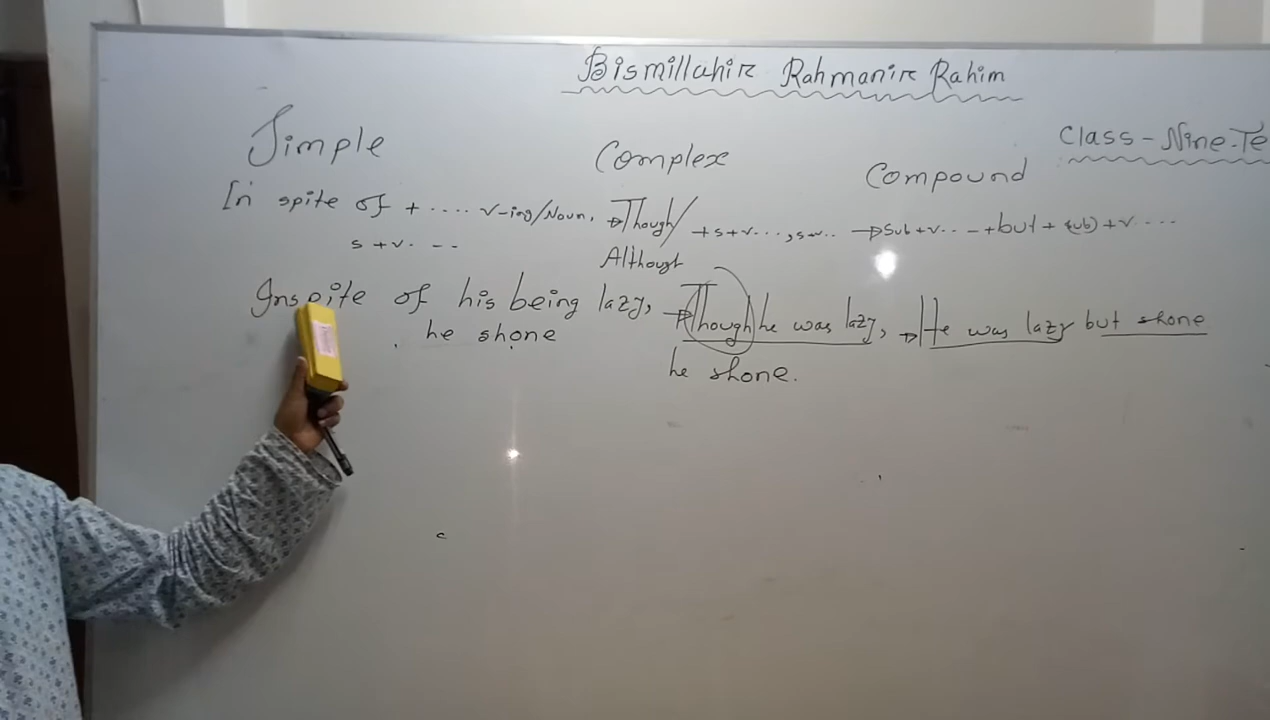 Bismillahir Rahmanir Rahim
Class - Nine-Te
Simple
Complex
Compound
In spite of + .... v-ing/Noun,
s + v. - - -
Though/
Although
+ s + v...., s + v...
Sub + v.. - + but + (sub) + v ....
Inspite of his being lazy,
he shone
Though he was lazy,
he shone.
He was lazy but shone